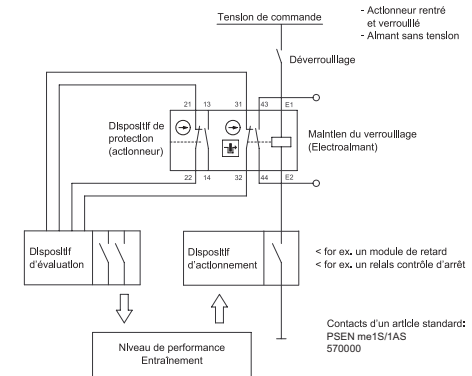 Tension de commande
- Actionneur rentré
et verrouillé
- Aimant sans tension
Déverrouillage
21 13 31 43 E1
Dispositif de
protection
(actionneur)
Maintien du verrouillage
(Electroaimant)
22 14 32 44 E2
Dispositif
d'évaluation
Dispositif
d'actionnement
< for ex. un module de retard
< for ex. un relais contrôle d'arrêt
Niveau de performance
Entraînement
Contacts d'un article standard:
PSEN me1S/1AS
570000